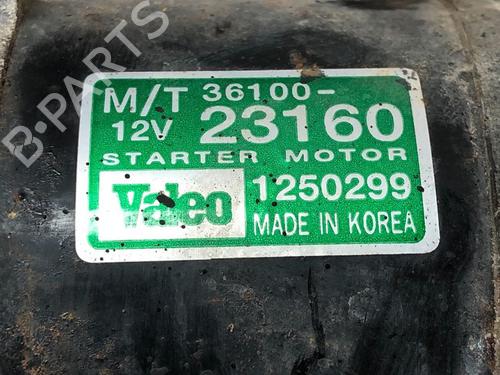 B-PARTS
M/T 36100-
12V 23160
STARTER MOTOR
Valeo 1250299
MADE IN KOREA